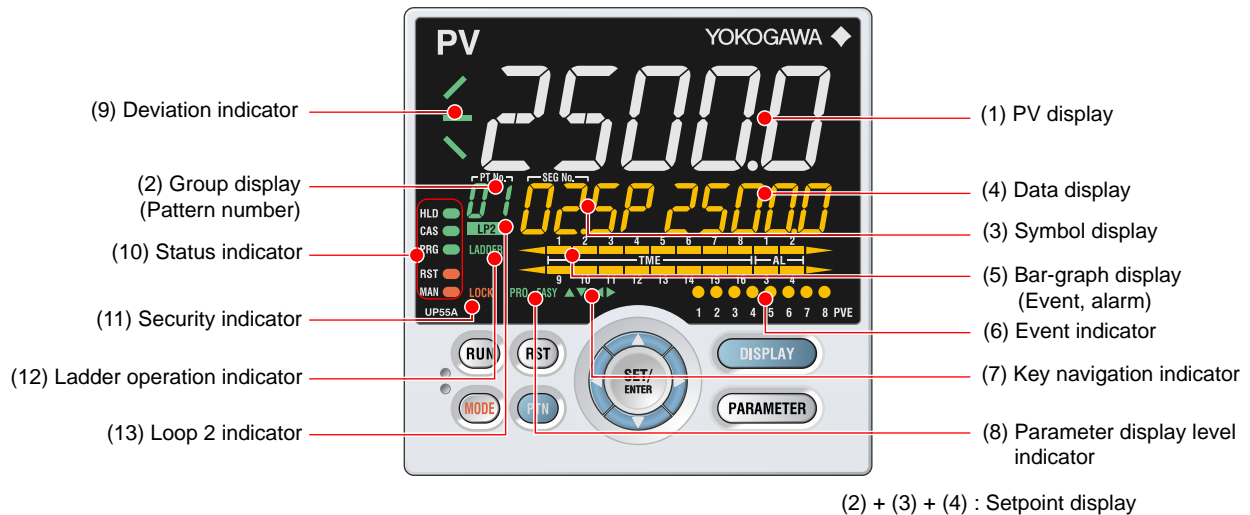 PV
YOKOGAWA
2500.0
(9) Deviation indicator
(1) PV display
PT No.
SEG No.
(2) Group display
(Pattern number)
01
02.SP
2500.0
(4) Data display
(3) Symbol display
HLD
CAS
PRG
RST
MAN
LP2
LADDER
LOCK
UP55A
1 2 3 4 5 6 7 8 1 2
TME
AL
9 10 11 12 13 14 15 16 3 4
PRO
EASY
1 2 3 4 5 6 7 8 PVE
(10) Status indicator
(5) Bar-graph display
(Event, alarm)
(11) Security indicator
(6) Event indicator
RUN
RST
SET/
ENTER
DISPLAY
(12) Ladder operation indicator
(7) Key navigation indicator
MODE
PTN
PARAMETER
(13) Loop 2 indicator
(8) Parameter display level
indicator
(2) + (3) + (4) : Setpoint display